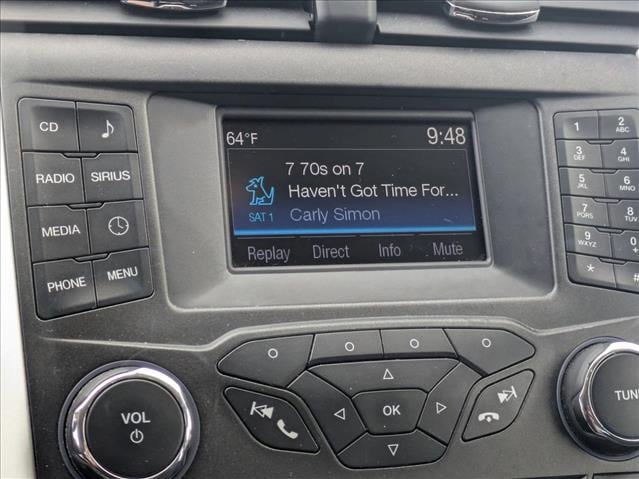 64°F 9:48
7 70s on 7
Haven't Got Time For...
SAT 1 Carly Simon
Replay Direct Info Mute
CD
RADIO SIRIUS
MEDIA
PHONE MENU
1 2 ABC
3 DEF 4 GHI
5 JKL 6 MNO
7 PQRS 8 TUV
9 WXYZ 0 +
* #
VOL
OK
TUNE